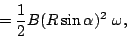 $= \frac{1}{2} B (R \sin \alpha)^2 \; \omega,$